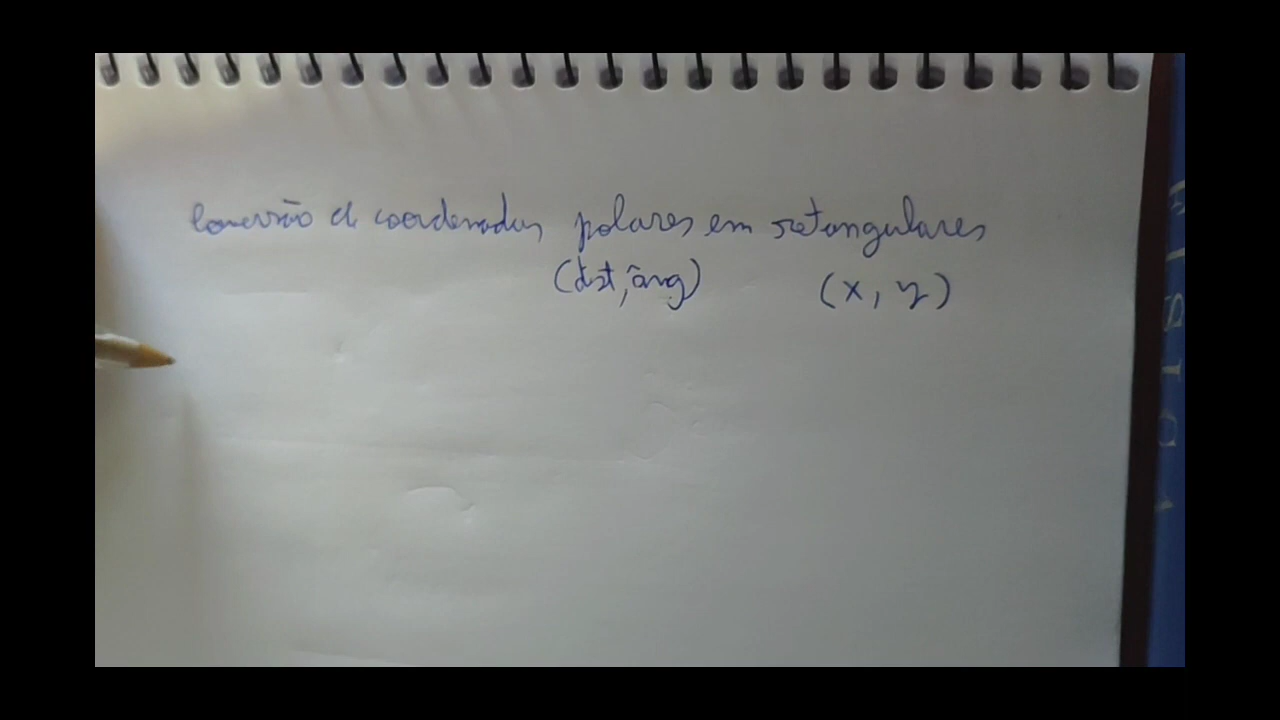 Conversão de coordenadas polares em retangulares
(dist, âng) (x, y)